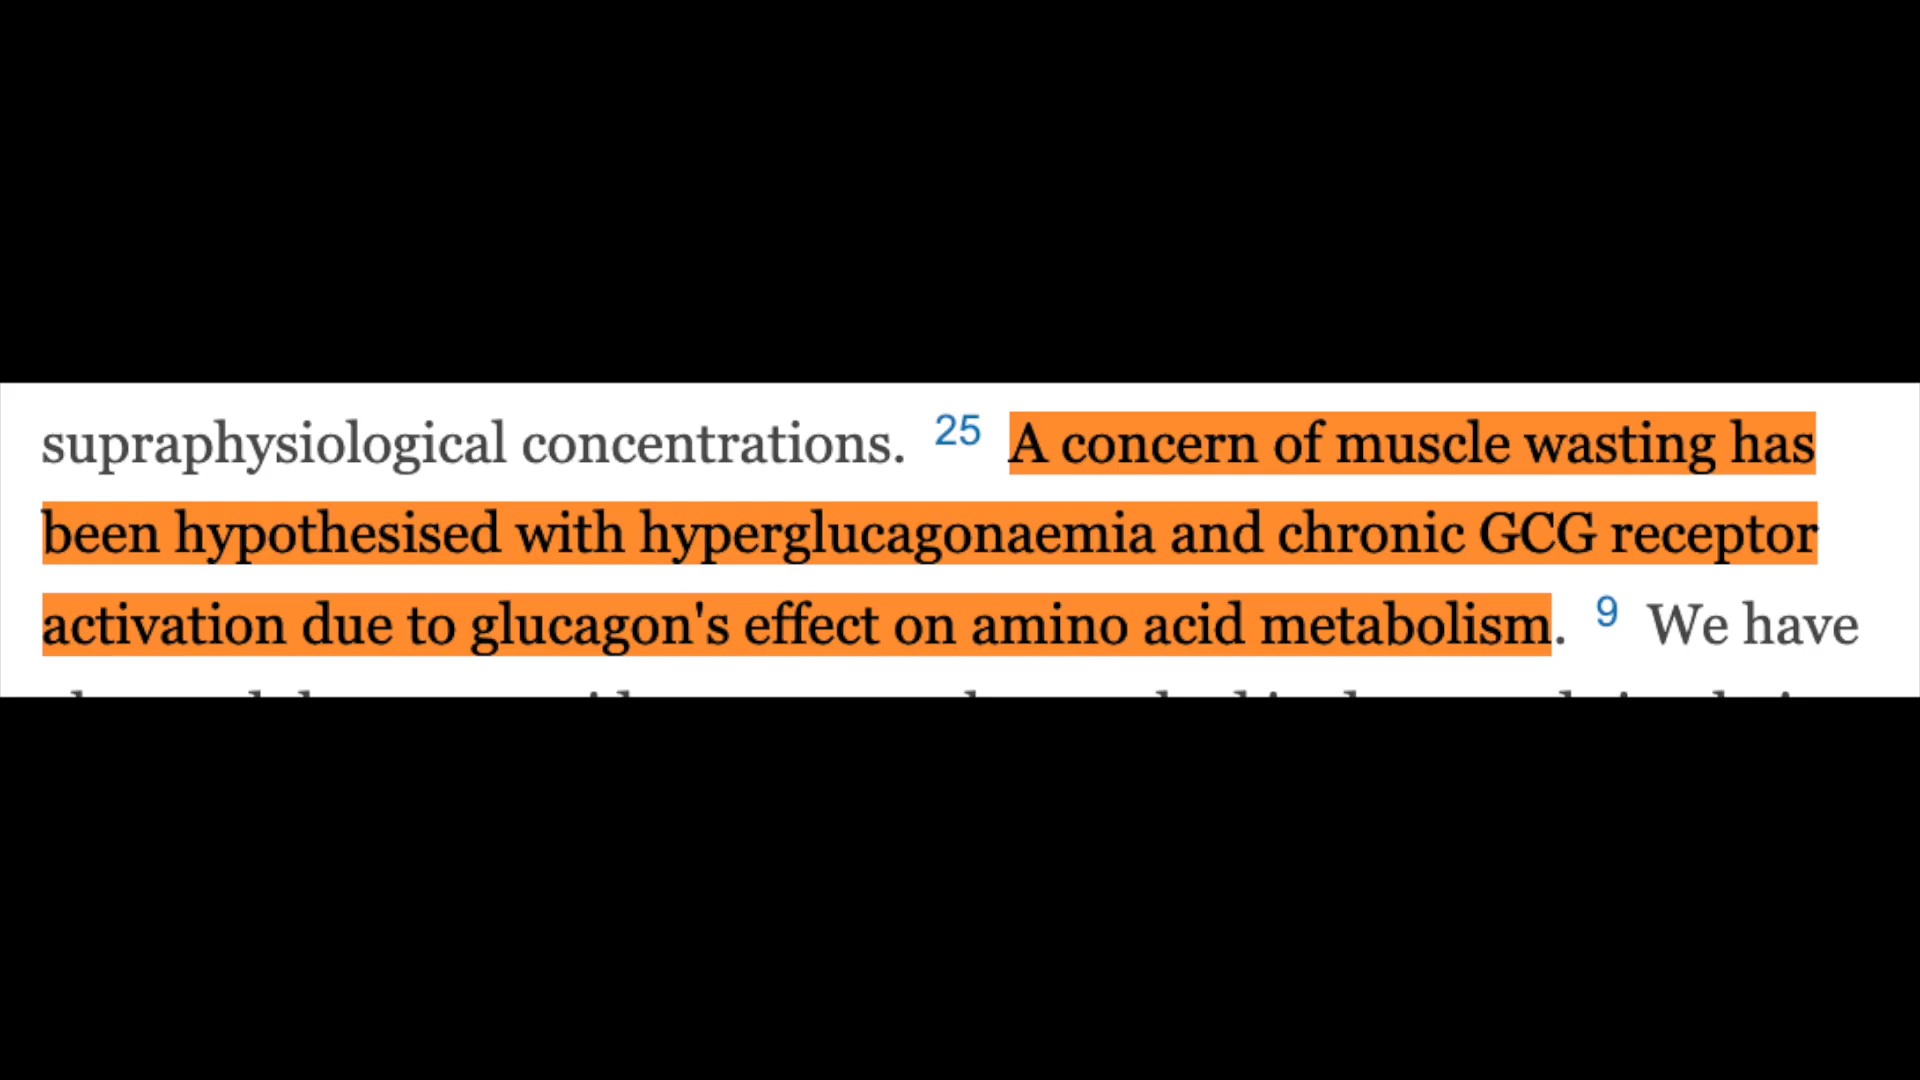 supraphysiological concentrations. 25 A concern of muscle wasting has
been hypothesised with hyperglucagonaemia and chronic GCG receptor
activation due to glucagon's effect on amino acid metabolism. 9 We have